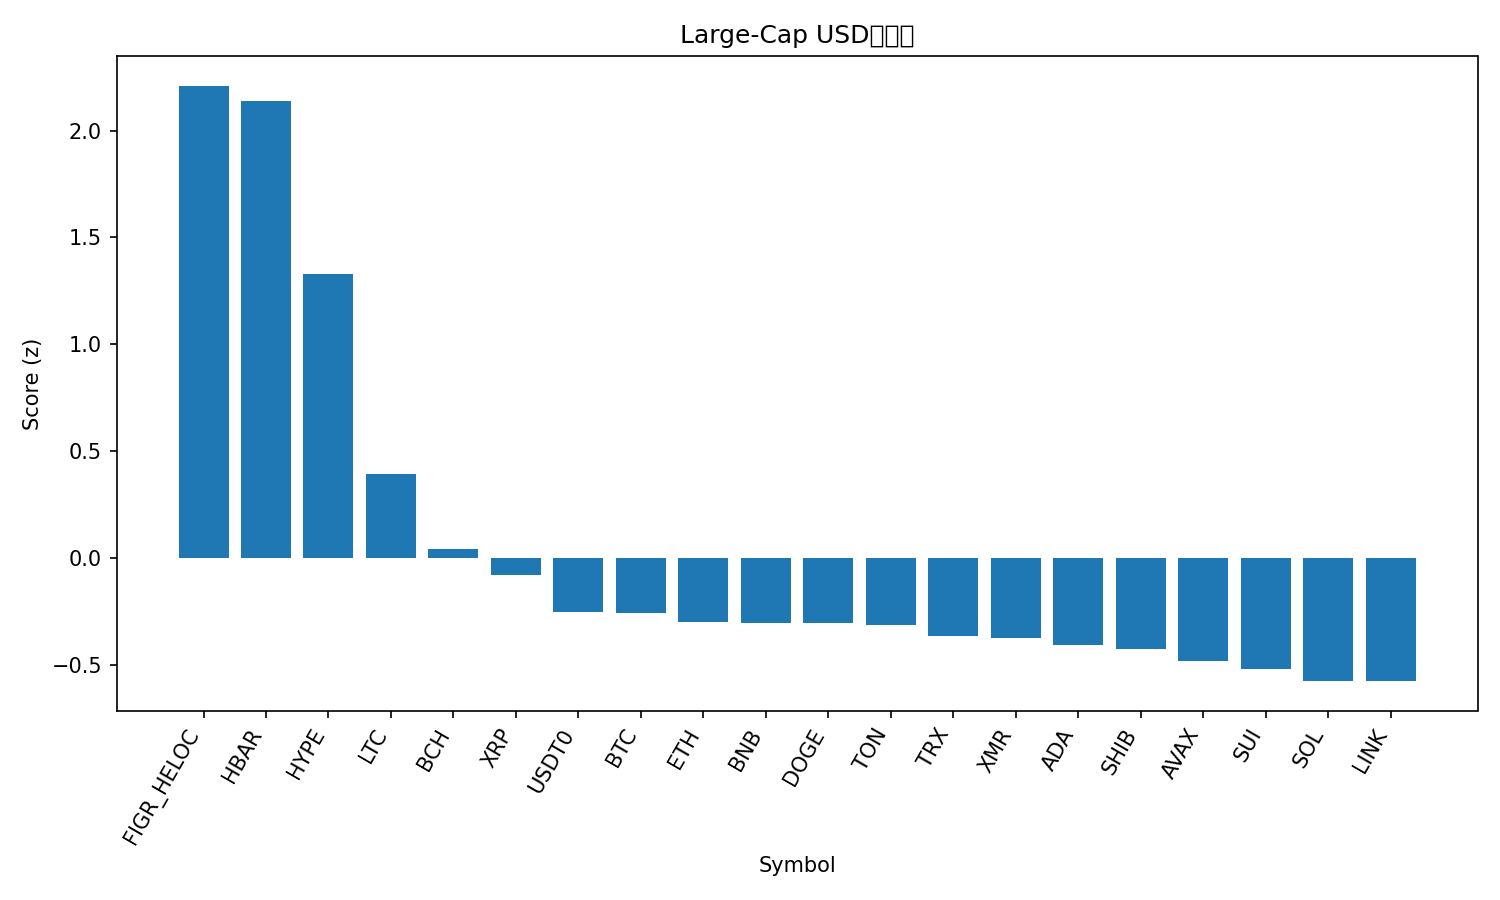 Large-Cap USD
Score (z)
2.0
1.5
1.0
0.5
0.0
−0.5
FIGR_HELOC
HBAR
HYPE
LTC
BCH
XRP
USDT0
BTC
ETH
BNB
DOGE
TON
TRX
XMR
ADA
SHIB
AVAX
SUI
SOL
LINK
Symbol